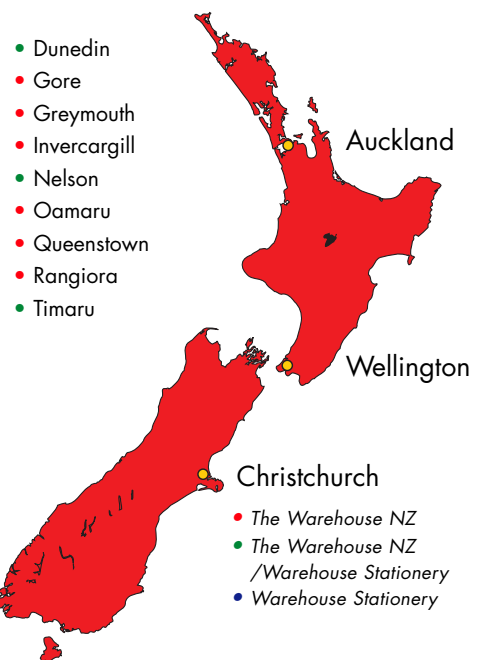 Dunedin
Gore
Greymouth
Invercargill
Nelson
Oamaru
Queenstown
Rangiora
Timaru
Auckland
Wellington
Christchurch
The Warehouse NZ
The Warehouse NZ
/Warehouse Stationery
Warehouse Stationery